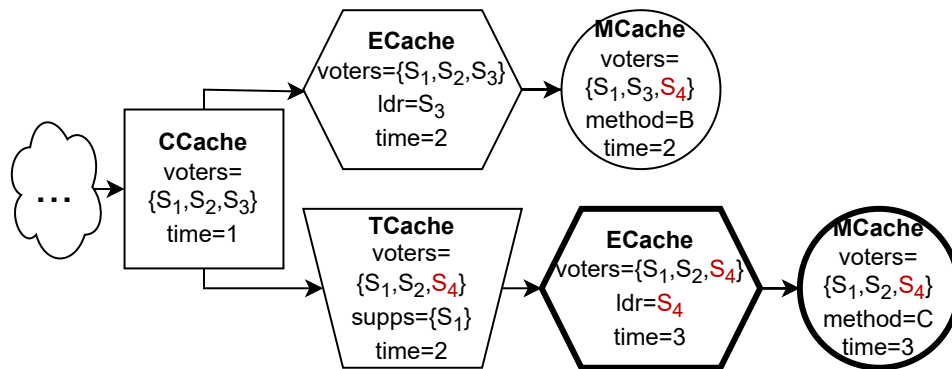 ...
CCache
voters=
{S₁,S₂,S₃}
time=1
ECache
voters={S₁,S₂,S₃}
ldr=S₃
time=2
MCache
voters=
{S₁,S₃,S₄}
method=B
time=2
TCache
voters=
{S₁,S₂,S₄}
supps={S₁}
time=2
ECache
voters={S₁,S₂,S₄}
ldr=S₄
time=3
MCache
voters=
{S₁,S₂,S₄}
method=C
time=3